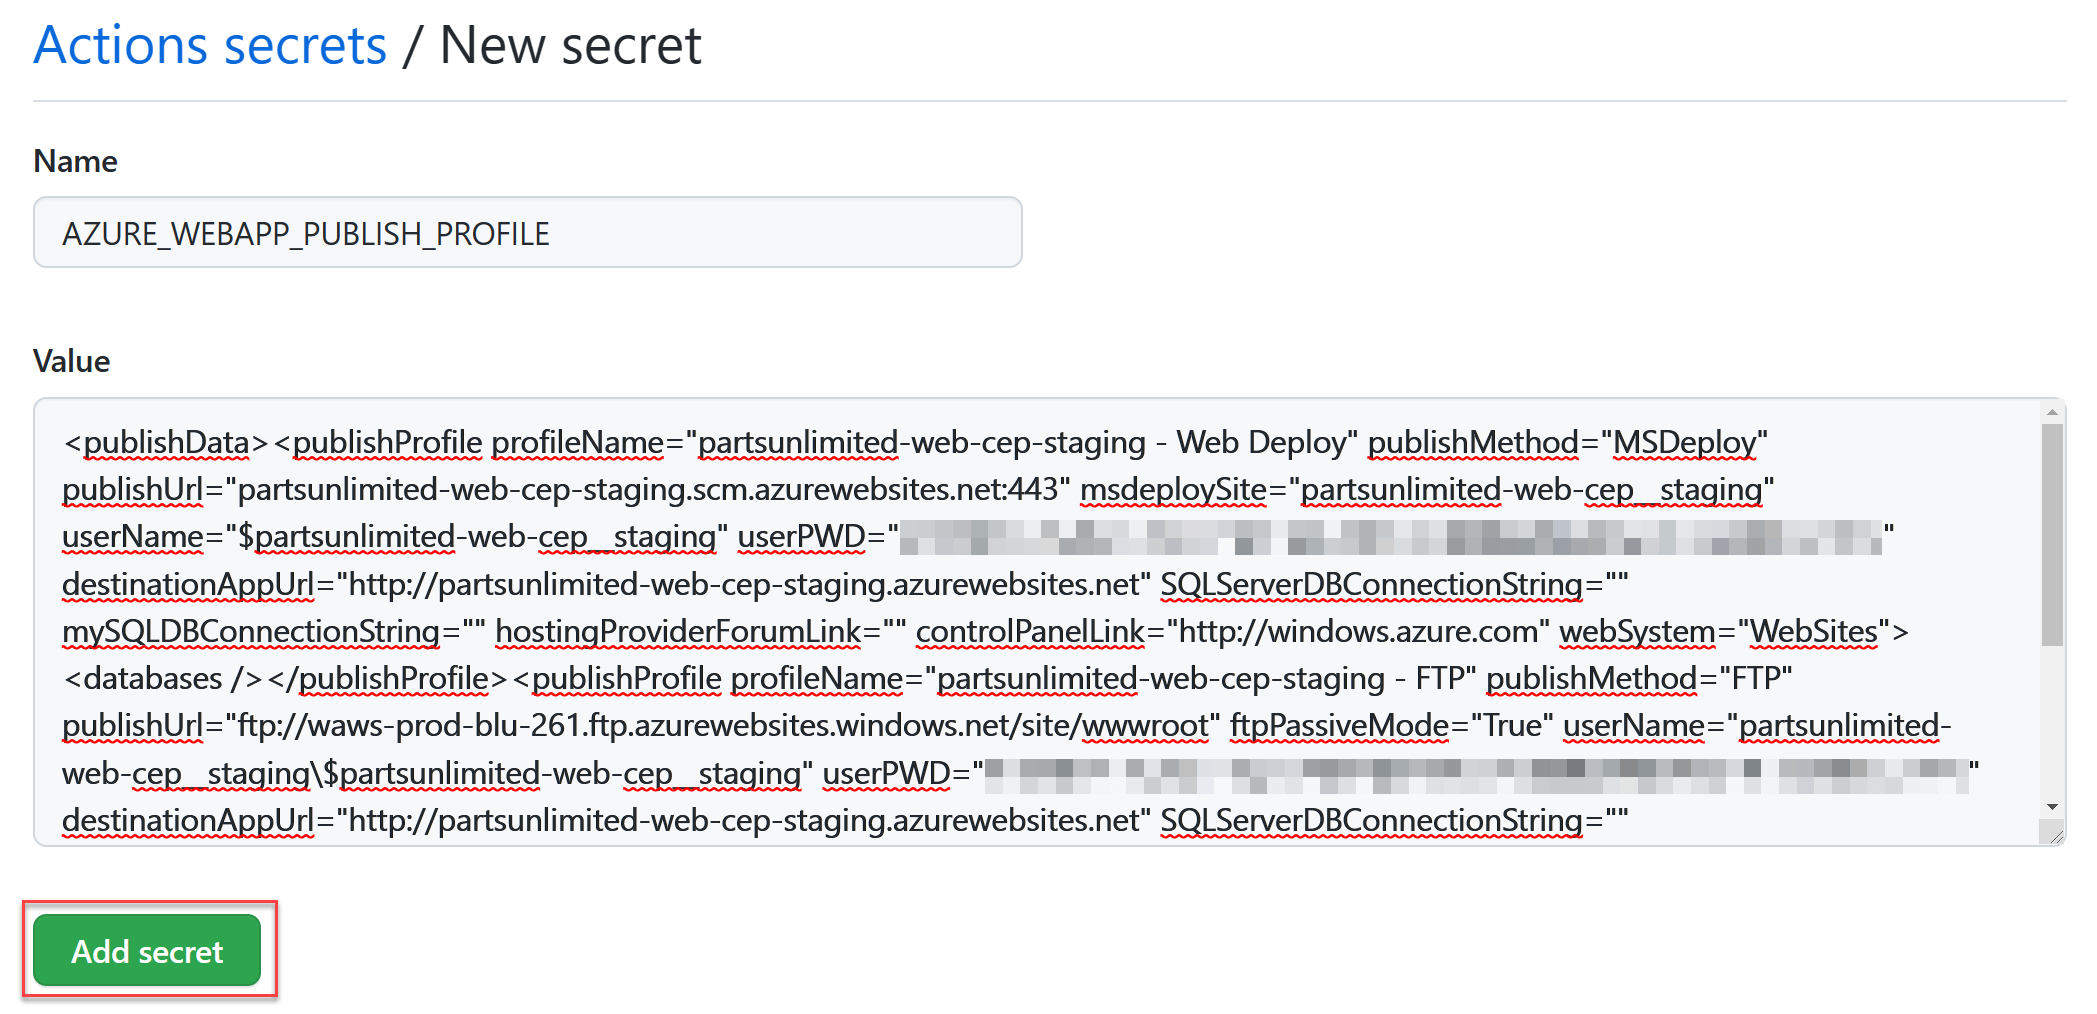 Actions secrets / New secret
Name
AZURE_WEBAPP_PUBLISH_PROFILE
Value
<publishData><publishProfile profileName="partsunlimited-web-cep-staging - Web Deploy" publishMethod="MSDeploy"
publishUrl="partsunlimited-web-cep-staging.scm.azurewebsites.net:443" msdeploySite="partsunlimited-web-cep__staging"
userName="$partsunlimited-web-cep__staging" userPWD=" "
destinationAppUrl="http://partsunlimited-web-cep-staging.azurewebsites.net" SQLServerDBConnectionString=""
mySQLDBConnectionString="" hostingProviderForumLink="" controlPanelLink="http://windows.azure.com" webSystem="WebSites">
<databases /></publishProfile><publishProfile profileName="partsunlimited-web-cep-staging - FTP" publishMethod="FTP"
publishUrl="ftp://waws-prod-blu-261.ftp.azurewebsites.windows.net/site/wwwroot" ftpPassiveMode="True" userName="partsunlimited-
web-cep__staging\$partsunlimited-web-cep__staging" userPWD=" "
destinationAppUrl="http://partsunlimited-web-cep-staging.azurewebsites.net" SQLServerDBConnectionString=""
Add secret